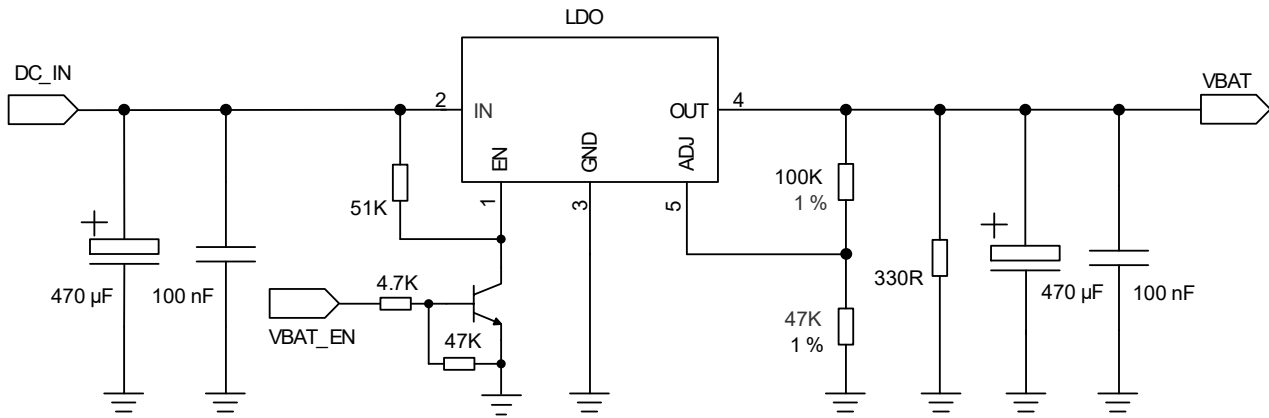 LDO
DC_IN
VBAT
2
IN
OUT
4
EN
GND
ADJ
1
3
5
51K
100K
1 %
470 µF
100 nF
4.7K
VBAT_EN
47K
330R
47K
1 %
470 µF
100 nF